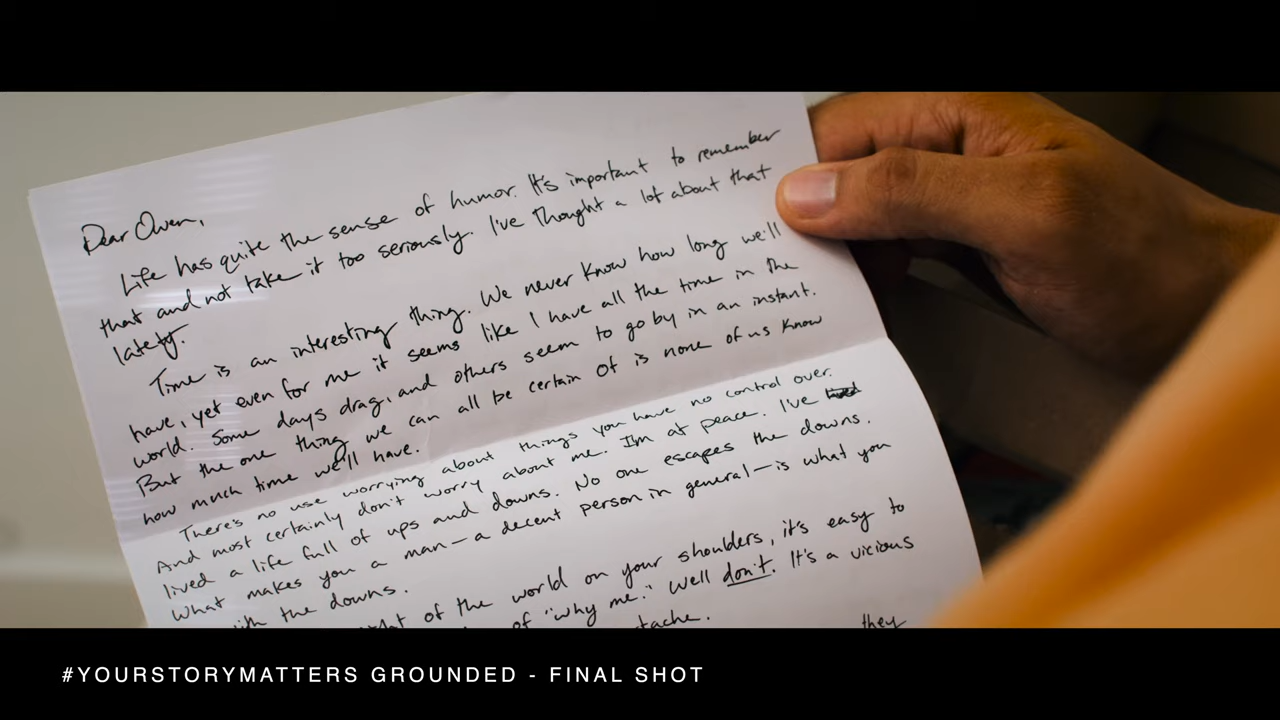 Dear Owen,
Life has quite the sense of humor. It's important to remember
that and not take it too seriously. I've thought a lot about that
lately.
Time is an interesting thing. We never know how long we'll
have, yet even for me it seems like I have all the time in the
world. Some days drag, and others seem to go by in an instant.
But the one thing we can all be certain of is none of us know
how much time we'll have.
There's no use worrying about things you have no control over.
And most certainly don't worry about me. I'm at peace. I've
lived a life full of ups and downs. No one escapes the downs.
What makes you a man—a decent person in general—is what you
the downs.
of the world on your shoulders, it's easy to
of "why me." Well don't. It's a vicious
they
#YOURSTORYMATTERS GROUNDED - FINAL SHOT